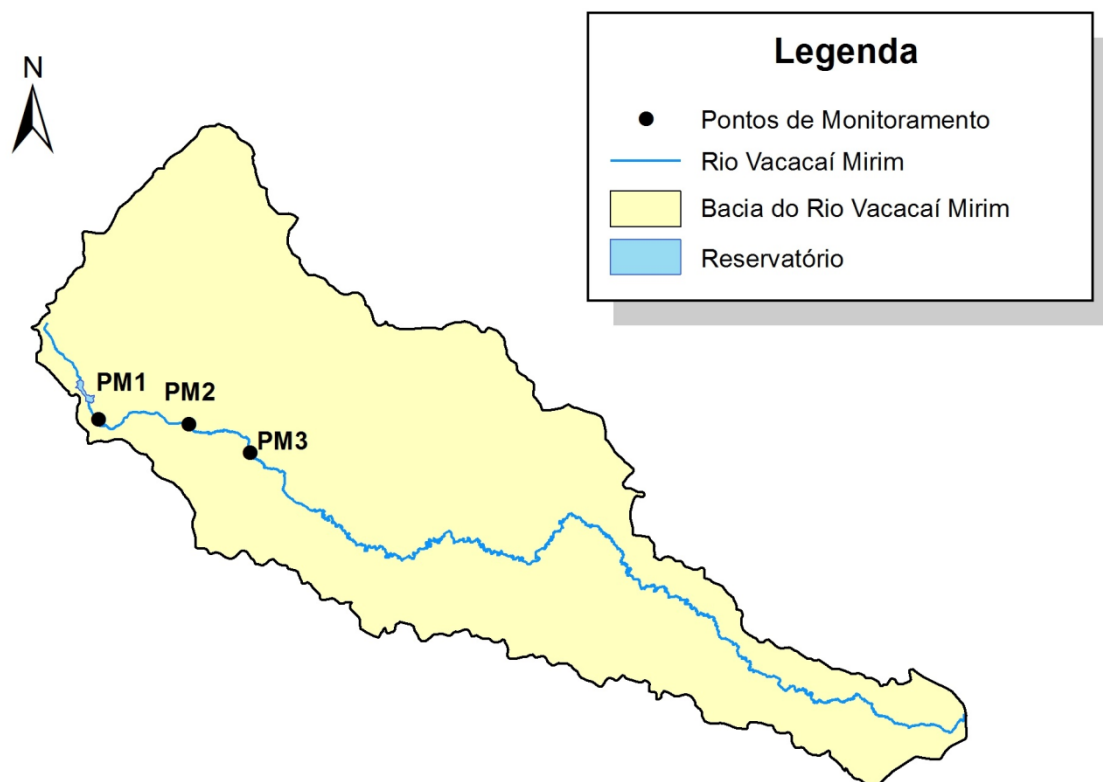 N
Legenda
Pontos de Monitoramento
Rio Vacacaí Mirim
Bacia do Rio Vacacaí Mirim
Reservatório
PM1
PM2
PM3